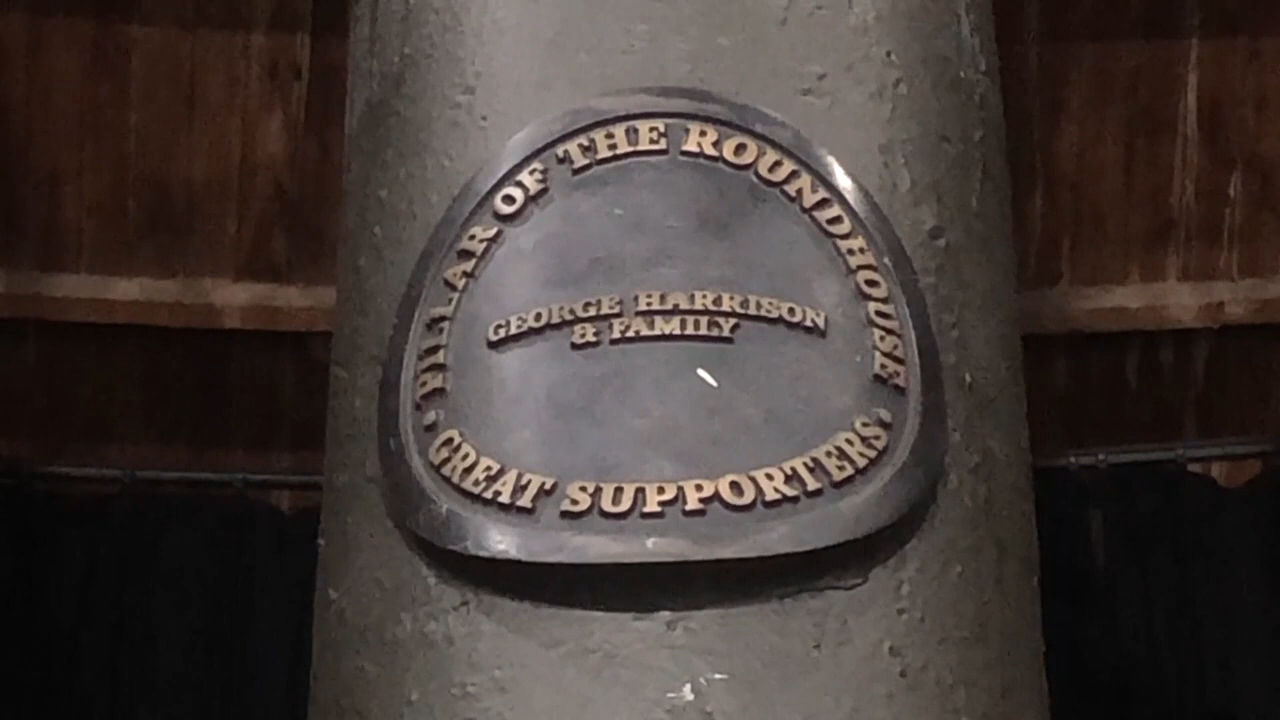 PILLAR OF THE ROUNDHOUSE
GEORGE HARRISON
& FAMILY
• GREAT SUPPORTERS •